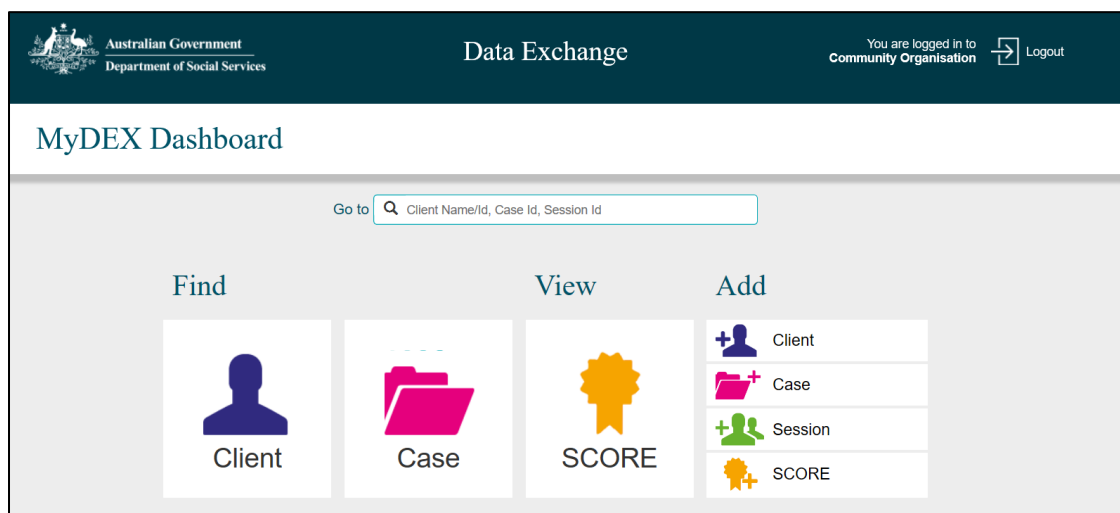 Australian Government
Department of Social Services
Data Exchange
You are logged in to
Community Organisation
Logout
MyDEX Dashboard
Go to
Client Name/Id, Case Id, Session Id
Find
View
Add
Client
Case
SCORE
Client
Case
Session
SCORE